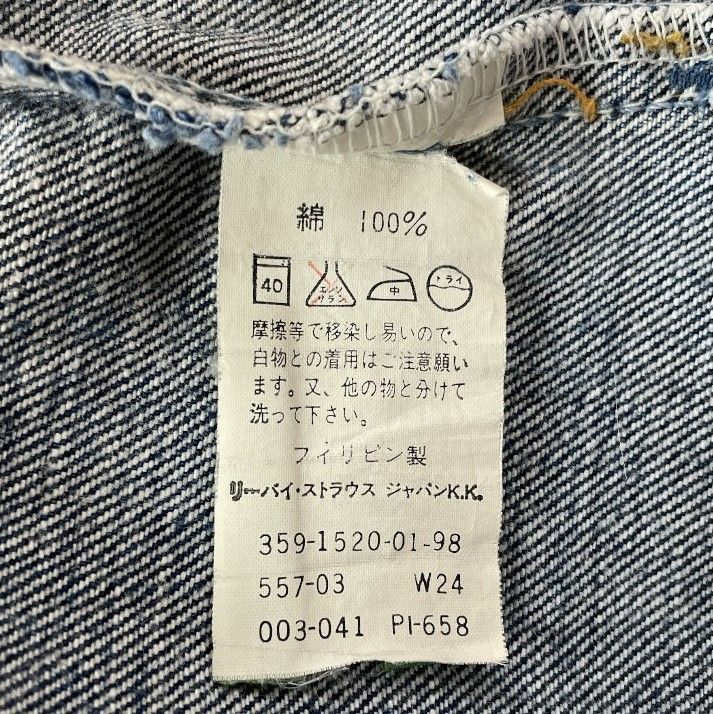 綿 100%
40 エンソ サラシ 中 ドライ
摩擦等で移染し易いので、
白物との着用はご注意願い
ます。又、他の物と分けて
洗って下さい。
フィリピン製
リーバイ・ストラウス ジャパンK.K.
359-1520-01-98
557-03 W24
003-041 PI-658